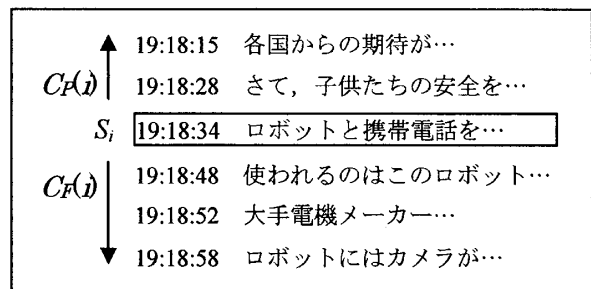 19:18:15 各国からの期待が…
C_P(i) 19:18:28 さて，子供たちの安全を…
S_i 19:18:34 ロボットと携帯電話を…
C_F(i) 19:18:48 使われるのはこのロボット…
19:18:52 大手電機メーカー…
19:18:58 ロボットにはカメラが…